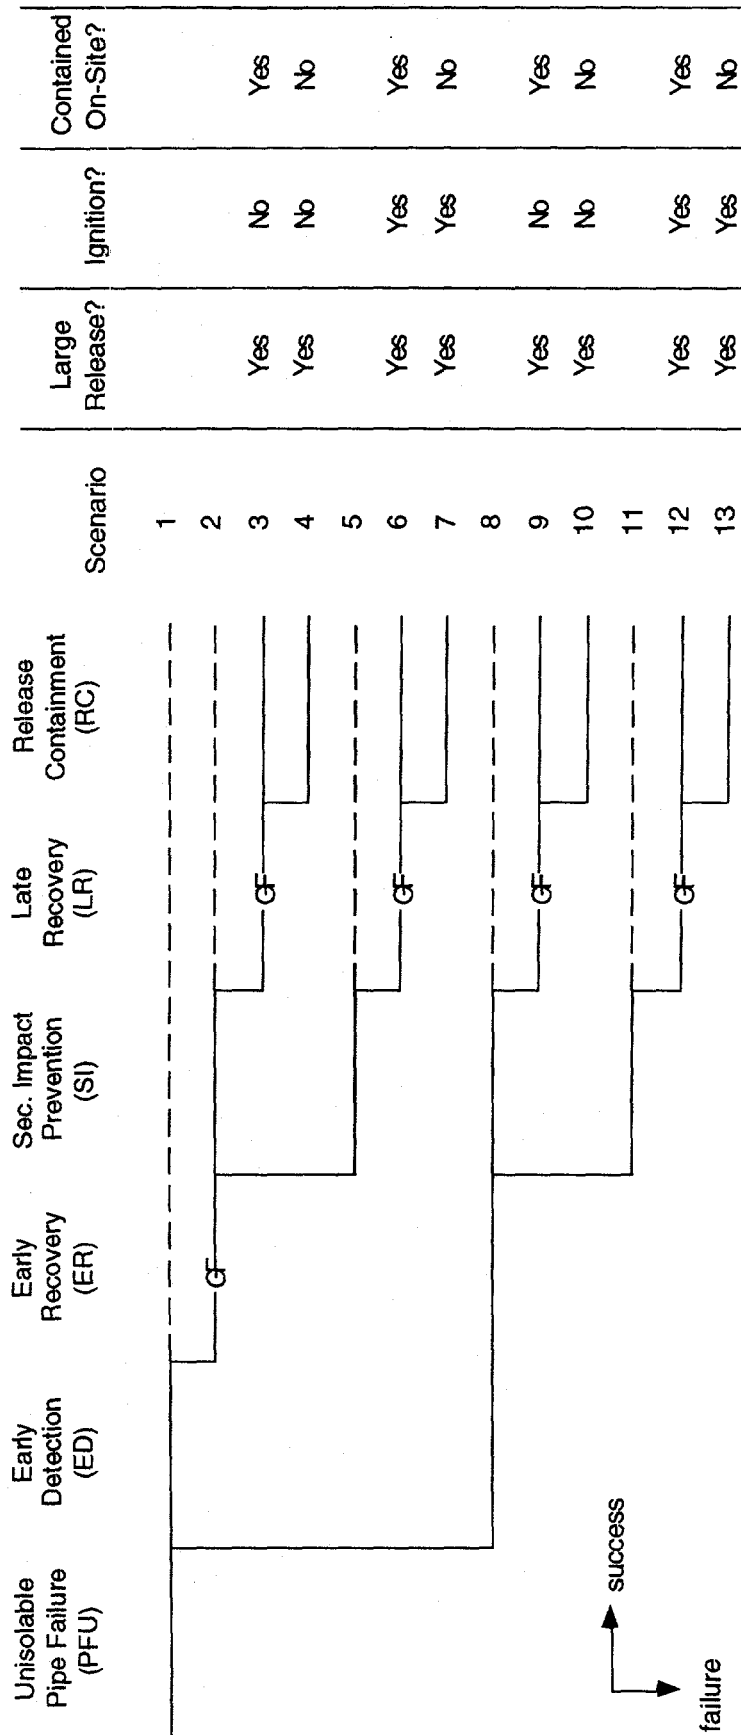 Unisolable
Pipe Failure
(PFU)
Early
Detection
(ED)
Early
Recovery
(ER)
Sec. Impact
Prevention
(SI)
Late
Recovery
(LR)
Release
Containment
(RC)
Scenario
Large
Release?
Ignition?
Contained
On-Site?
1
2
3 Yes No Yes
4 Yes No No
5
6 Yes Yes Yes
7 Yes Yes No
8
9 Yes No Yes
10 Yes No No
11
12 Yes Yes Yes
13 Yes Yes No
GF
GF
GF
GF
GF
success
failure